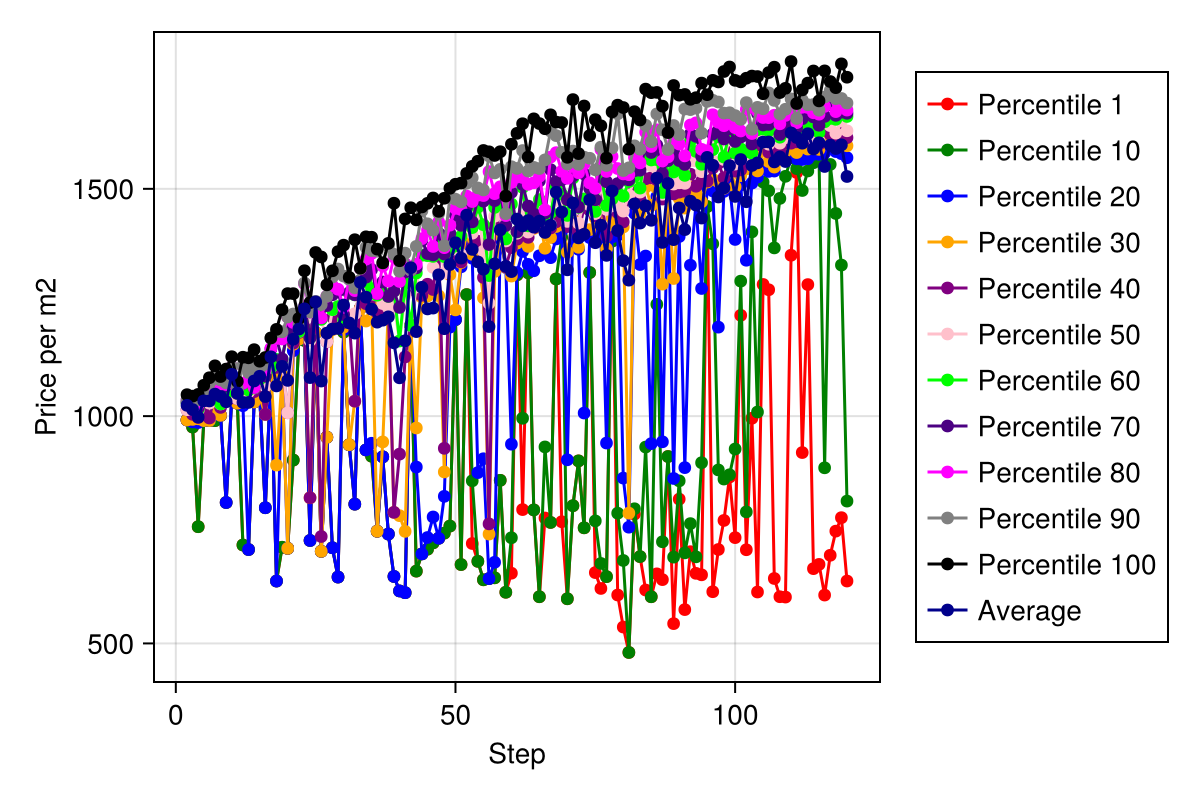 Price per m2
1500
1000
500
0
50
100
Step
Percentile 1
Percentile 10
Percentile 20
Percentile 30
Percentile 40
Percentile 50
Percentile 60
Percentile 70
Percentile 80
Percentile 90
Percentile 100
Average